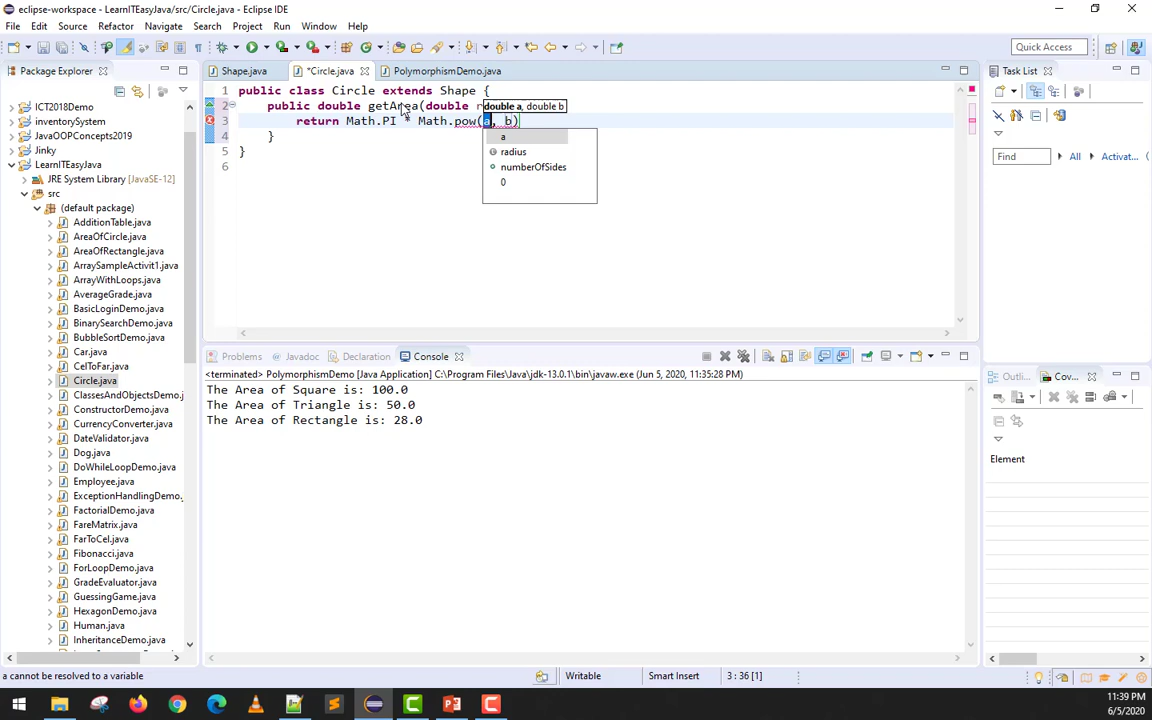 eclipse-workspace - LearnITEasyJava/src/Circle.java - Eclipse IDE
File Edit Source Refactor Navigate Search Project Run Window Help
Quick Access
Package Explorer
Shape.java
*Circle.java
PolymorphismDemo.java
Task List
public class Circle extends Shape {
public double getArea(double r
double a, double b
return Math.PI * Math.pow(a, b)
}
}
1
2
3
4
5
6
a
radius
numberOfSides
0
Find
All
Activat...
ICT2018Demo
inventorySystem
JavaOOPConcepts2019
Jinky
LearnITEasyJava
JRE System Library [JavaSE-12]
src
(default package)
AdditionTable.java
AreaOfCircle.java
AreaOfRectangle.java
ArraySampleActivit1.java
ArrayWithLoops.java
AverageGrade.java
BasicLoginDemo.java
BinarySearchDemo.java
BubbleSortDemo.java
Car.java
CelToFar.java
Circle.java
ClassesAndObjectsDemo.j
ConstructorDemo.java
CurrencyConverter.java
DateValidator.java
Dog.java
DoWhileLoopDemo.java
Employee.java
ExceptionHandlingDemo.j
FactorialDemo.java
FareMatrix.java
FarToCel.java
Fibonacci.java
ForLoopDemo.java
GradeEvaluator.java
GuessingGame.java
HexagonDemo.java
Human.java
InheritanceDemo.java
Problems
Javadoc
Declaration
Console
<terminated> PolymorphismDemo [Java Application] C:\Program Files\Java\jdk-13.0.1\bin\javaw.exe (Jun 5, 2020, 11:35:28 PM)
The Area of Square is: 100.0
The Area of Triangle is: 50.0
The Area of Rectangle is: 28.0
Outli...
Cov...
Element
a cannot be resolved to a variable
Writable
Smart Insert
3 : 36 [1]
11:39 PM
6/5/2020